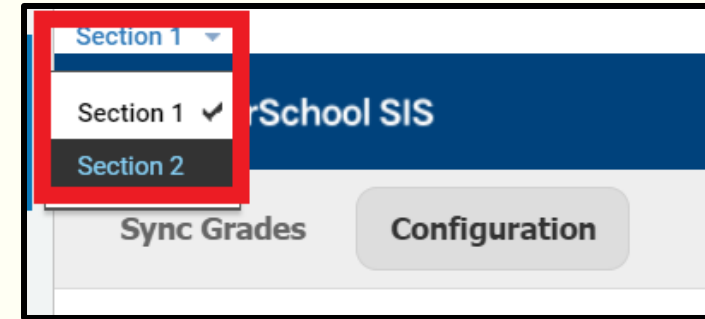 Section 1
Section 1
rSchool SIS
Section 2
Sync Grades
Configuration